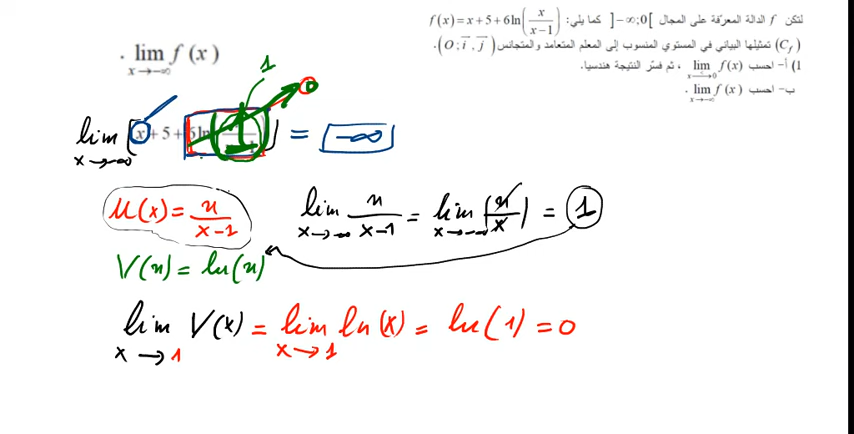 لتكن f الدالة المعرّفة على المجال ]−∞;0[ كما يلي: f(x)=x+5+6ln(x/(x−1))
(C_f) تمثيلها البياني في المستوي المنسوب إلى المعلم المتعامد والمتجانس (O; i⃗, j⃗).
1) أ- احسب lim x→0 f(x) ، ثم فسّر النتيجة هندسيا.
ب- احسب lim x→−∞ f(x).
. lim x→−∞ f(x)
1
0
lim x→−∞ [x+5+6ln 1] = −∞
u(x) = x/(x−1) lim x→−∞ x/(x−1) = lim x→−∞ (x/x) = 1
V(x) = ln(x)
lim x→1 V(x) = lim x→1 ln(x) = ln(1) = 0